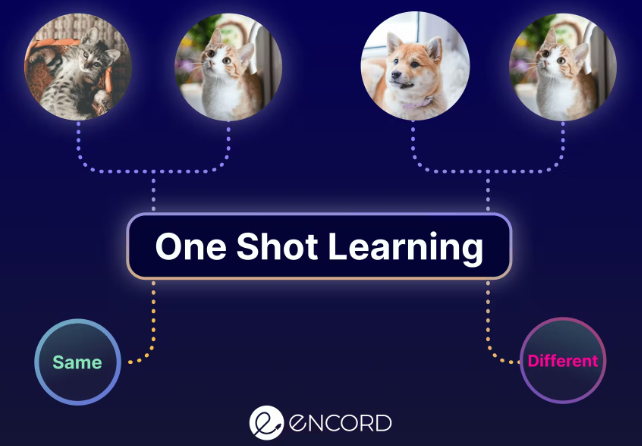 One Shot Learning
Same
Different
ENCORD